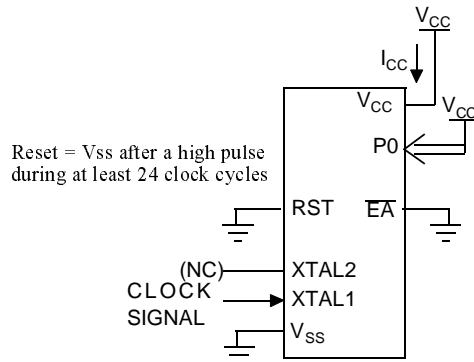 VCC
ICC
VCC
VCC
P0
Reset = Vss after a high pulse
during at least 24 clock cycles
RST
EA
(NC)
XTAL2
CLOCK
SIGNAL
XTAL1
VSS